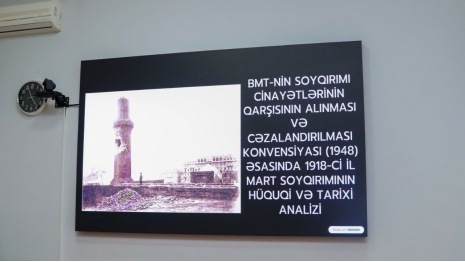 BMT-NİN SOYQIRIMI
CİNAYƏTLƏRİNİN
QARŞISININ ALINMASI
VƏ
CƏZALANDIRILMASI
KONVENSİYASI (1948)
ƏSASINDA 1918-Cİ İL
MART SOYQIRIMININ
HÜQUQİ VƏ TARİXİ
ANALİZİ